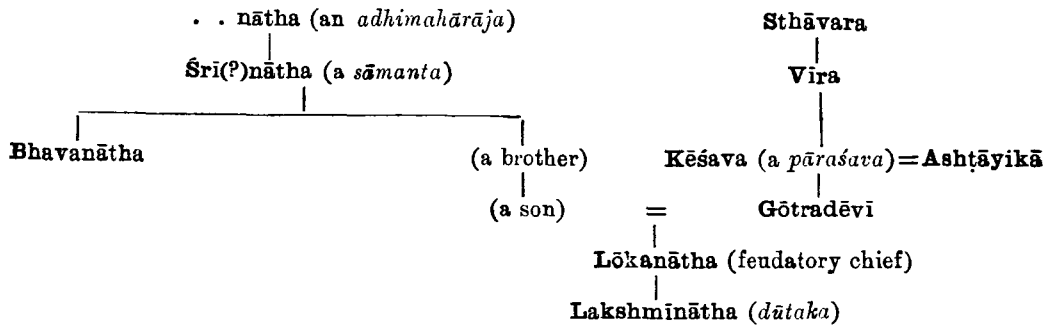 . . nātha (an adhimahārāja) Sthāvara
Śrī(?)nātha (a sāmanta) Vīra
Bhavanātha (a brother) Kēśava (a pāraśava)=Ashṭāyikā
(a son) = Gōtradēvī
Lōkanātha (feudatory chief)
Lakshmīnātha (dūtaka)